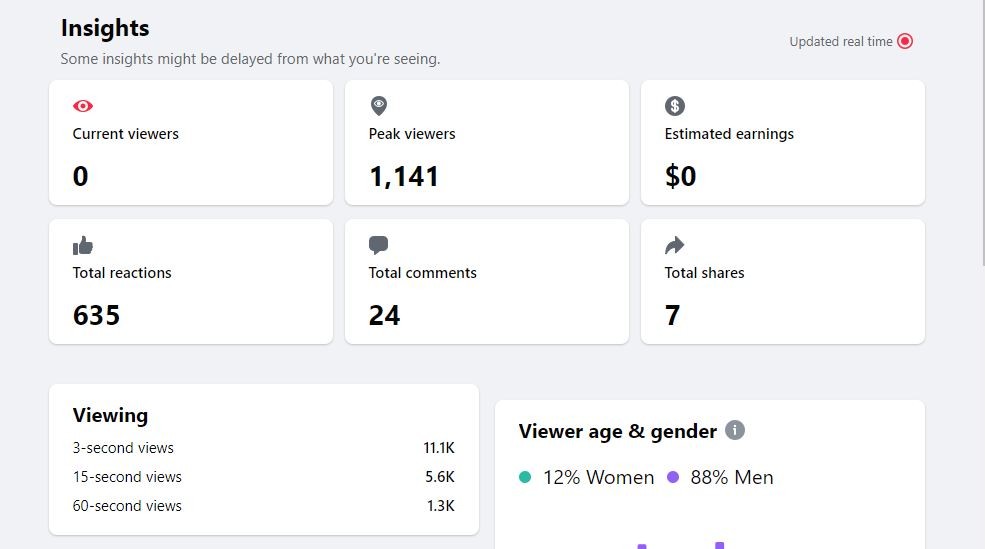 Insights
Some insights might be delayed from what you're seeing.
Updated real time
Current viewers
0
Peak viewers
1,141
Estimated earnings
$0
Total reactions
635
Total comments
24
Total shares
7
Viewing
3-second views 11.1K
15-second views 5.6K
60-second views 1.3K
Viewer age & gender
12% Women 88% Men